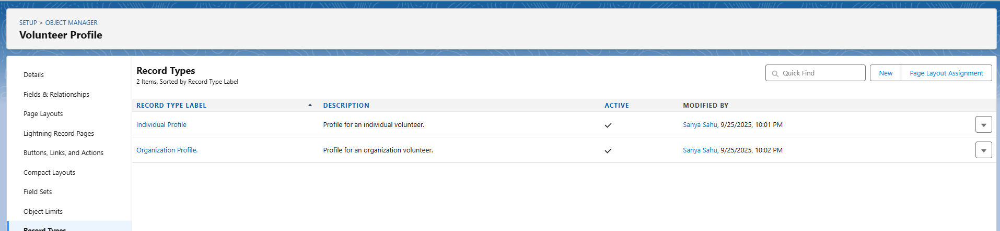 SETUP > OBJECT MANAGER
Volunteer Profile
Details
Fields & Relationships
Page Layouts
Lightning Record Pages
Buttons, Links, and Actions
Compact Layouts
Field Sets
Object Limits
Record Types
Record Types
2 Items, Sorted by Record Type Label
Quick Find
New
Page Layout Assignment
RECORD TYPE LABEL DESCRIPTION ACTIVE MODIFIED BY
Individual Profile Profile for an individual volunteer. ✓ Sanya Sahu, 9/25/2025, 10:01 PM
Organization Profile. Profile for an organization volunteer. ✓ Sanya Sahu, 9/25/2025, 10:02 PM